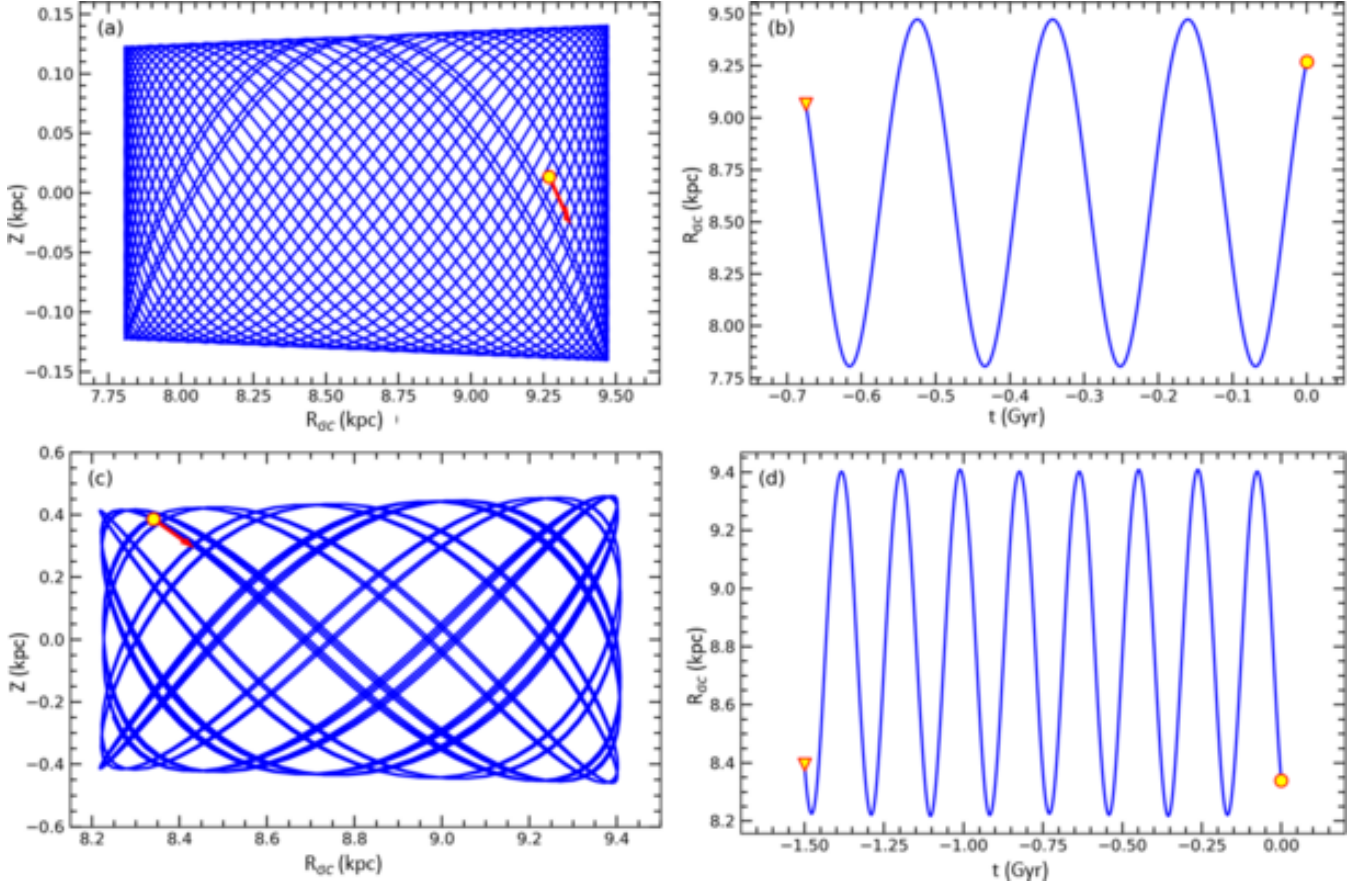 (a)
0.15
0.10
0.05
0.00
−0.05
−0.10
−0.15
Z (kpc)
7.75 8.00 8.25 8.50 8.75 9.00 9.25 9.50
R_GC (kpc)
(b)
9.50
9.25
9.00
8.75
8.50
8.25
8.00
7.75
R_GC (kpc)
−0.7 −0.6 −0.5 −0.4 −0.3 −0.2 −0.1 0.0
t (Gyr)
(c)
0.6
0.4
0.2
0.0
−0.2
−0.4
−0.6
Z (kpc)
8.2 8.4 8.6 8.8 9.0 9.2 9.4
R_GC (kpc)
(d)
9.4
9.2
9.0
8.8
8.6
8.4
8.2
R_GC (kpc)
−1.50 −1.25 −1.00 −0.75 −0.50 −0.25 0.00
t (Gyr)